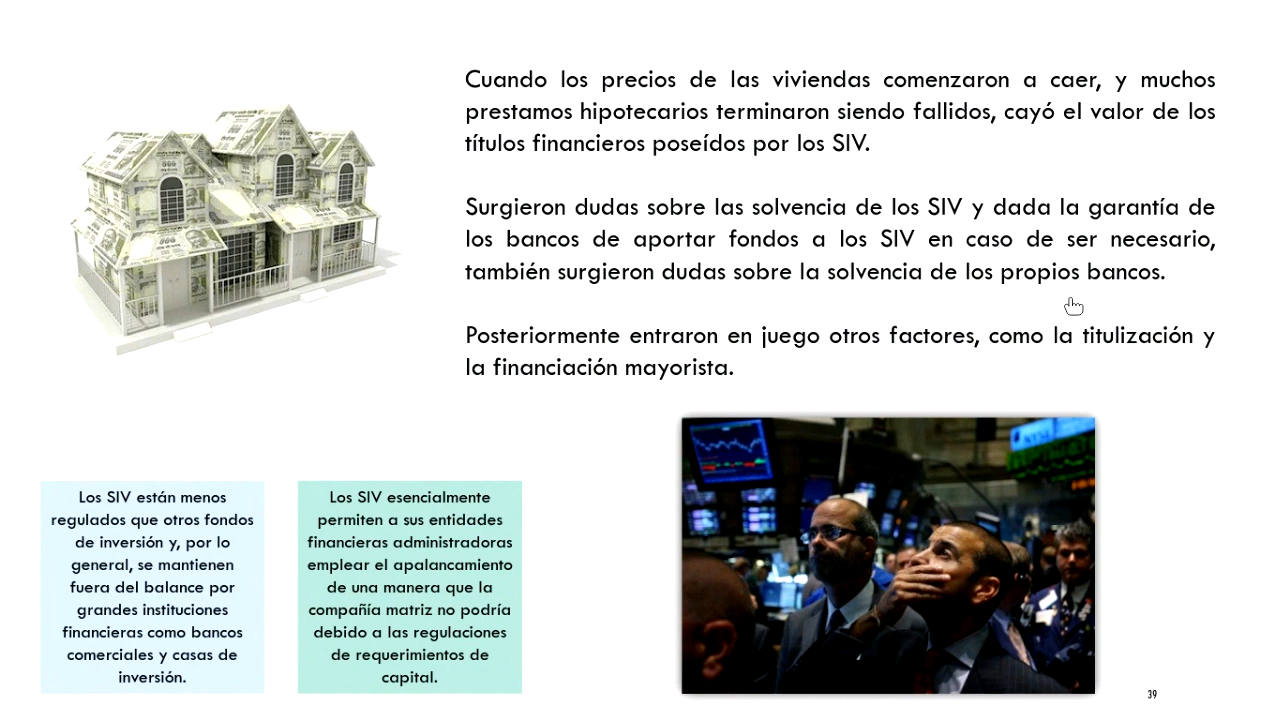 Cuando los precios de las viviendas comenzaron a caer, y muchos
prestamos hipotecarios terminaron siendo fallidos, cayó el valor de los
títulos financieros poseídos por los SIV.
Surgieron dudas sobre las solvencia de los SIV y dada la garantía de
los bancos de aportar fondos a los SIV en caso de ser necesario,
también surgieron dudas sobre la solvencia de los propios bancos.
Posteriormente entraron en juego otros factores, como la titulización y
la financiación mayorista.
Los SIV están menos
regulados que otros fondos
de inversión y, por lo
general, se mantienen
fuera del balance por
grandes instituciones
financieras como bancos
comerciales y casas de
inversión.
Los SIV esencialmente
permiten a sus entidades
financieras administradoras
emplear el apalancamiento
de una manera que la
compañía matriz no podría
debido a las regulaciones
de requerimientos de
capital.
39